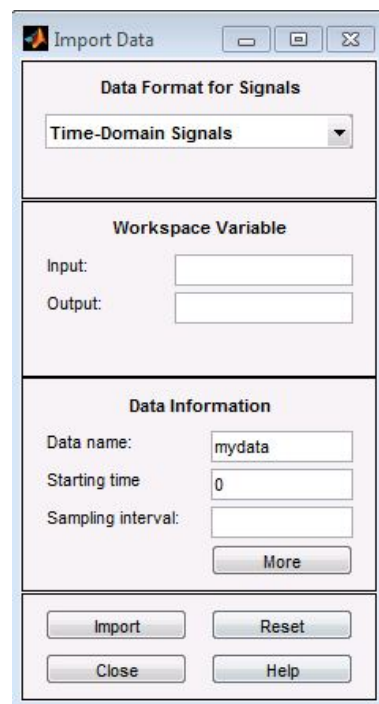 Import Data
Data Format for Signals
Time-Domain Signals
Workspace Variable
Input:
Output:
Data Information
Data name: mydata
Starting time 0
Sampling interval:
More
Import Reset
Close Help